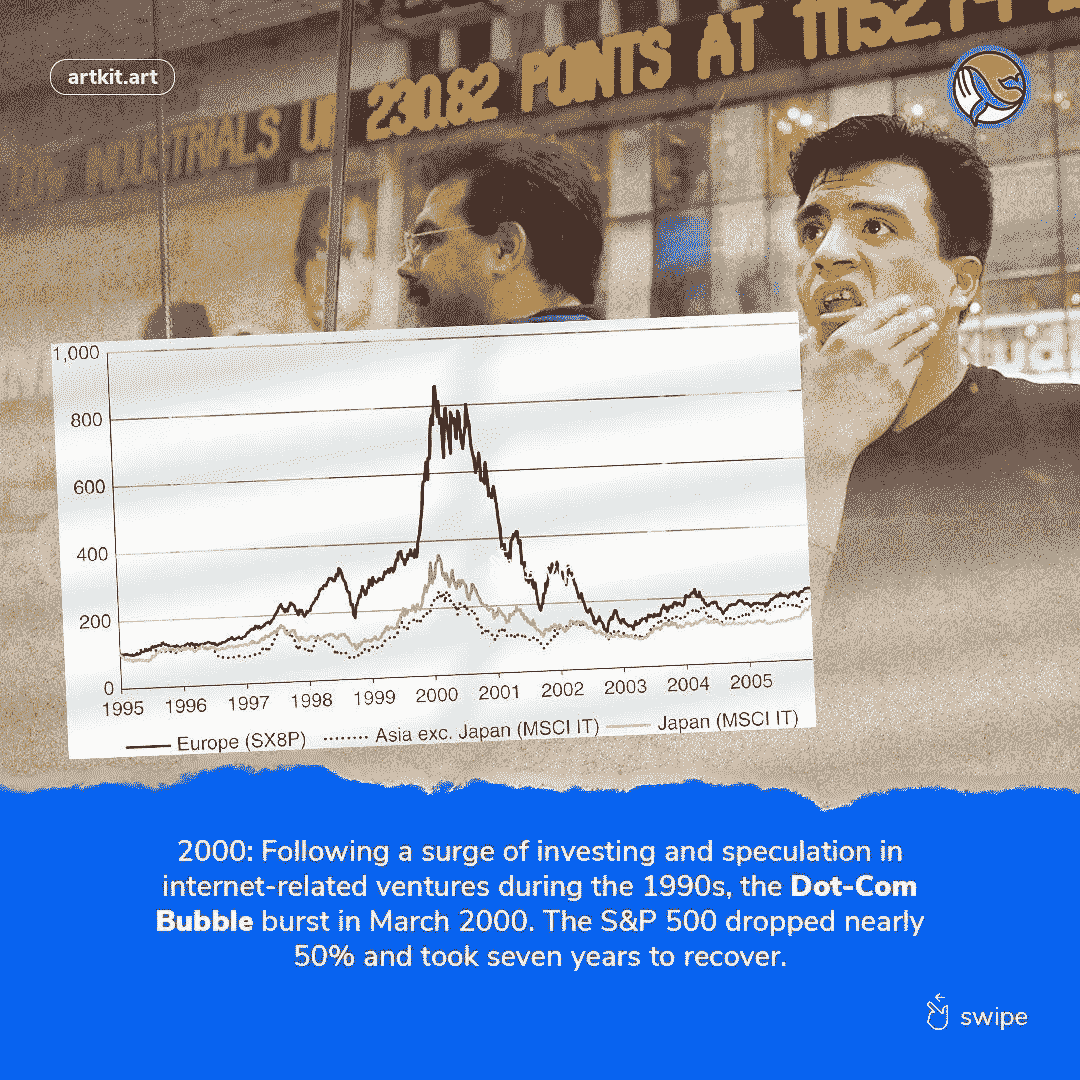 artkit.art
INDUSTRIALS UP 230.82 POINTS AT 11152.14
1,000
800
600
400
200
0
1995 1996 1997 1998 1999 2000 2001 2002 2003 2004 2005
Europe (SX8P) Asia exc. Japan (MSCI IT) Japan (MSCI IT)
2000: Following a surge of investing and speculation in
internet-related ventures during the 1990s, the Dot-Com
Bubble burst in March 2000. The S&P 500 dropped nearly
50% and took seven years to recover.
swipe